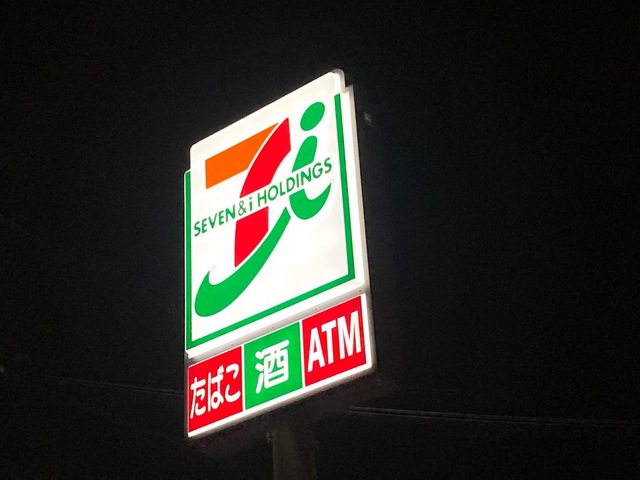 SEVEN&i HOLDINGS
たばこ 酒 ATM